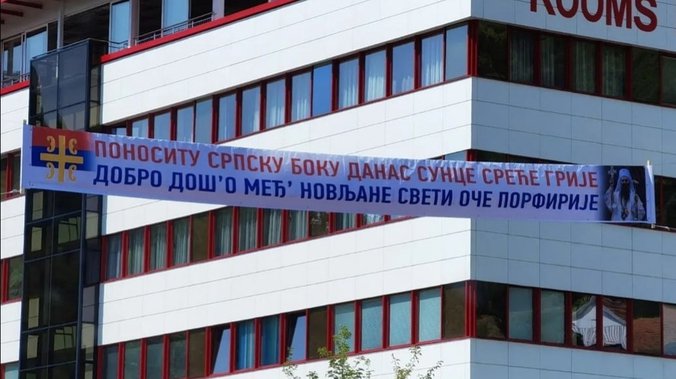 ROOMS
ПОНОСИТУ СРПСКУ БОКУ ДАНАС СУНЦЕ СРЕЋЕ ГРИЈЕ
ДОБРО ДОШ'О МЕЂ' НОВЉАНЕ СВЕТИ ОЧЕ ПОРФИРИЈЕ